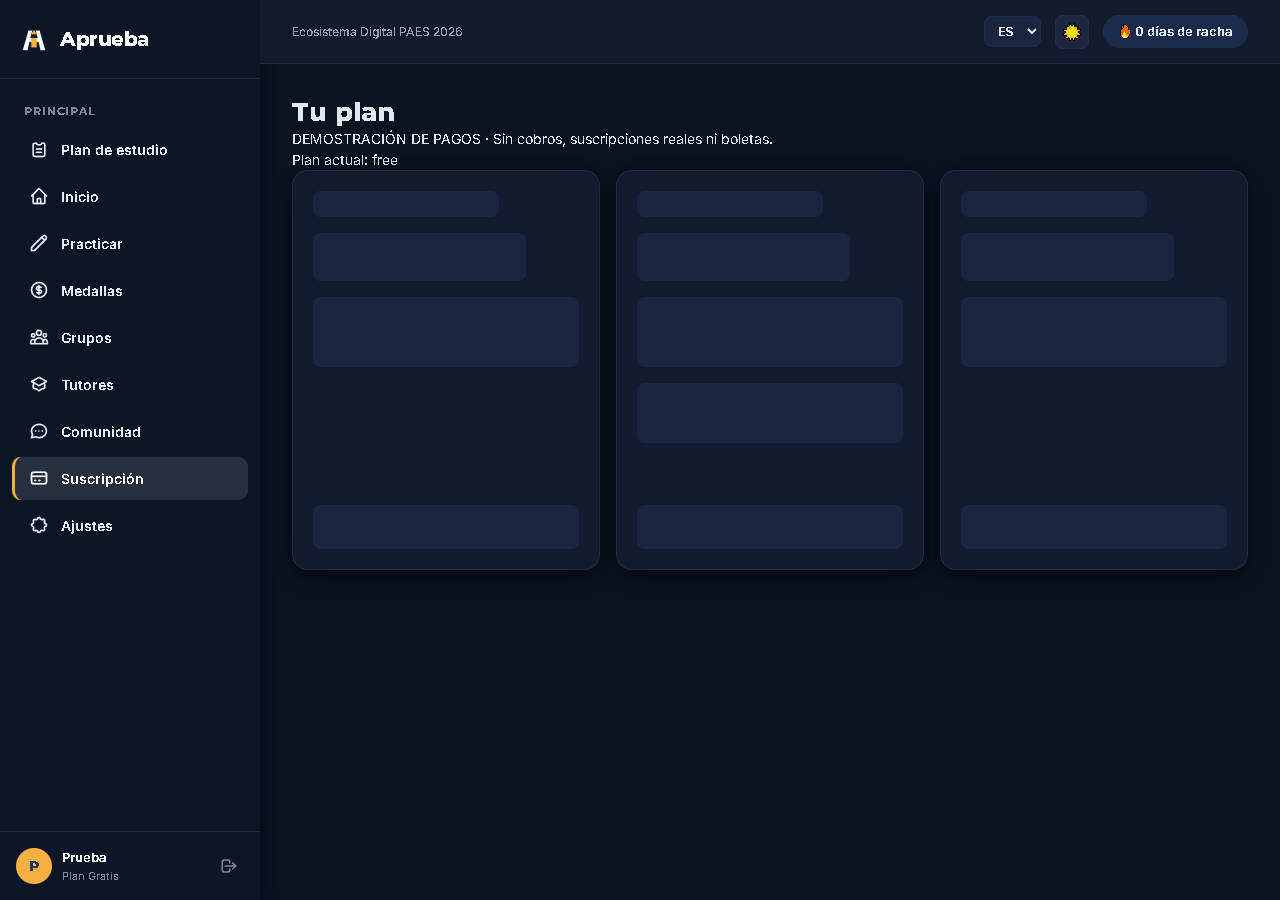 Aprueba
Ecosistema Digital PAES 2026
ES
0 días de racha
PRINCIPAL
Plan de estudio
Inicio
Practicar
Medallas
Grupos
Tutores
Comunidad
Suscripción
Ajustes
Tu plan
DEMOSTRACIÓN DE PAGOS · Sin cobros, suscripciones reales ni boletas.
Plan actual: free
P
Prueba
Plan Gratis